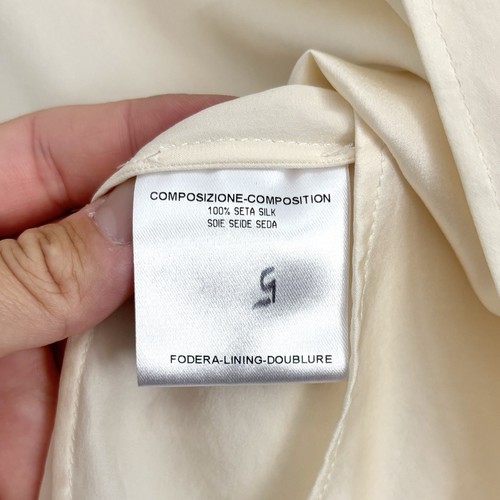 COMPOSIZIONE-COMPOSITION
100% SETA SILK
SOIE SEIDE SEDA
FODERA-LINING-DOUBLURE